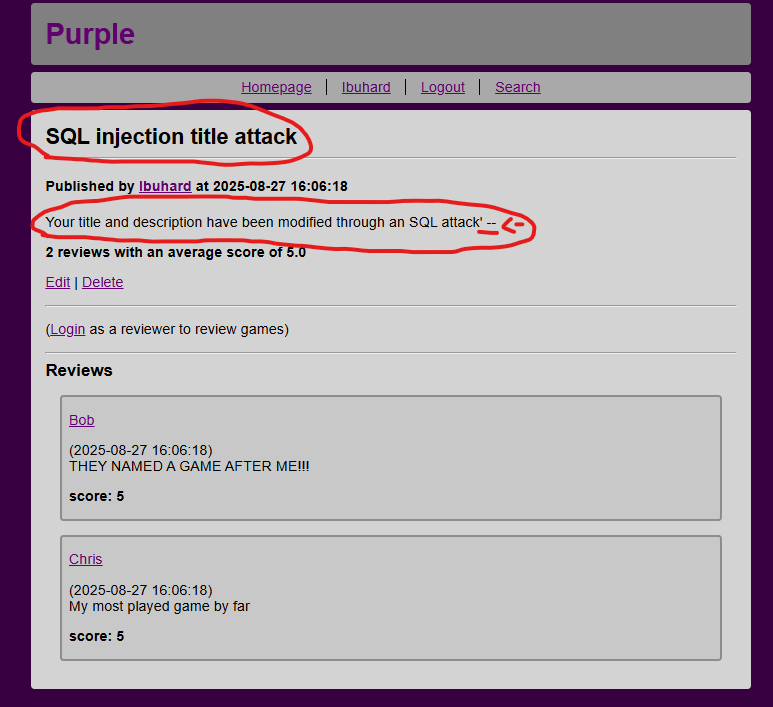 Purple
Homepage | Ibuhard | Logout | Search
SQL injection title attack
Published by Ibuhard at 2025-08-27 16:06:18
Your title and description have been modified through an SQL attack' --
2 reviews with an average score of 5.0
Edit | Delete
(Login as a reviewer to review games)
Reviews
Bob
(2025-08-27 16:06:18)
THEY NAMED A GAME AFTER ME!!!
score: 5
Chris
(2025-08-27 16:06:18)
My most played game by far
score: 5